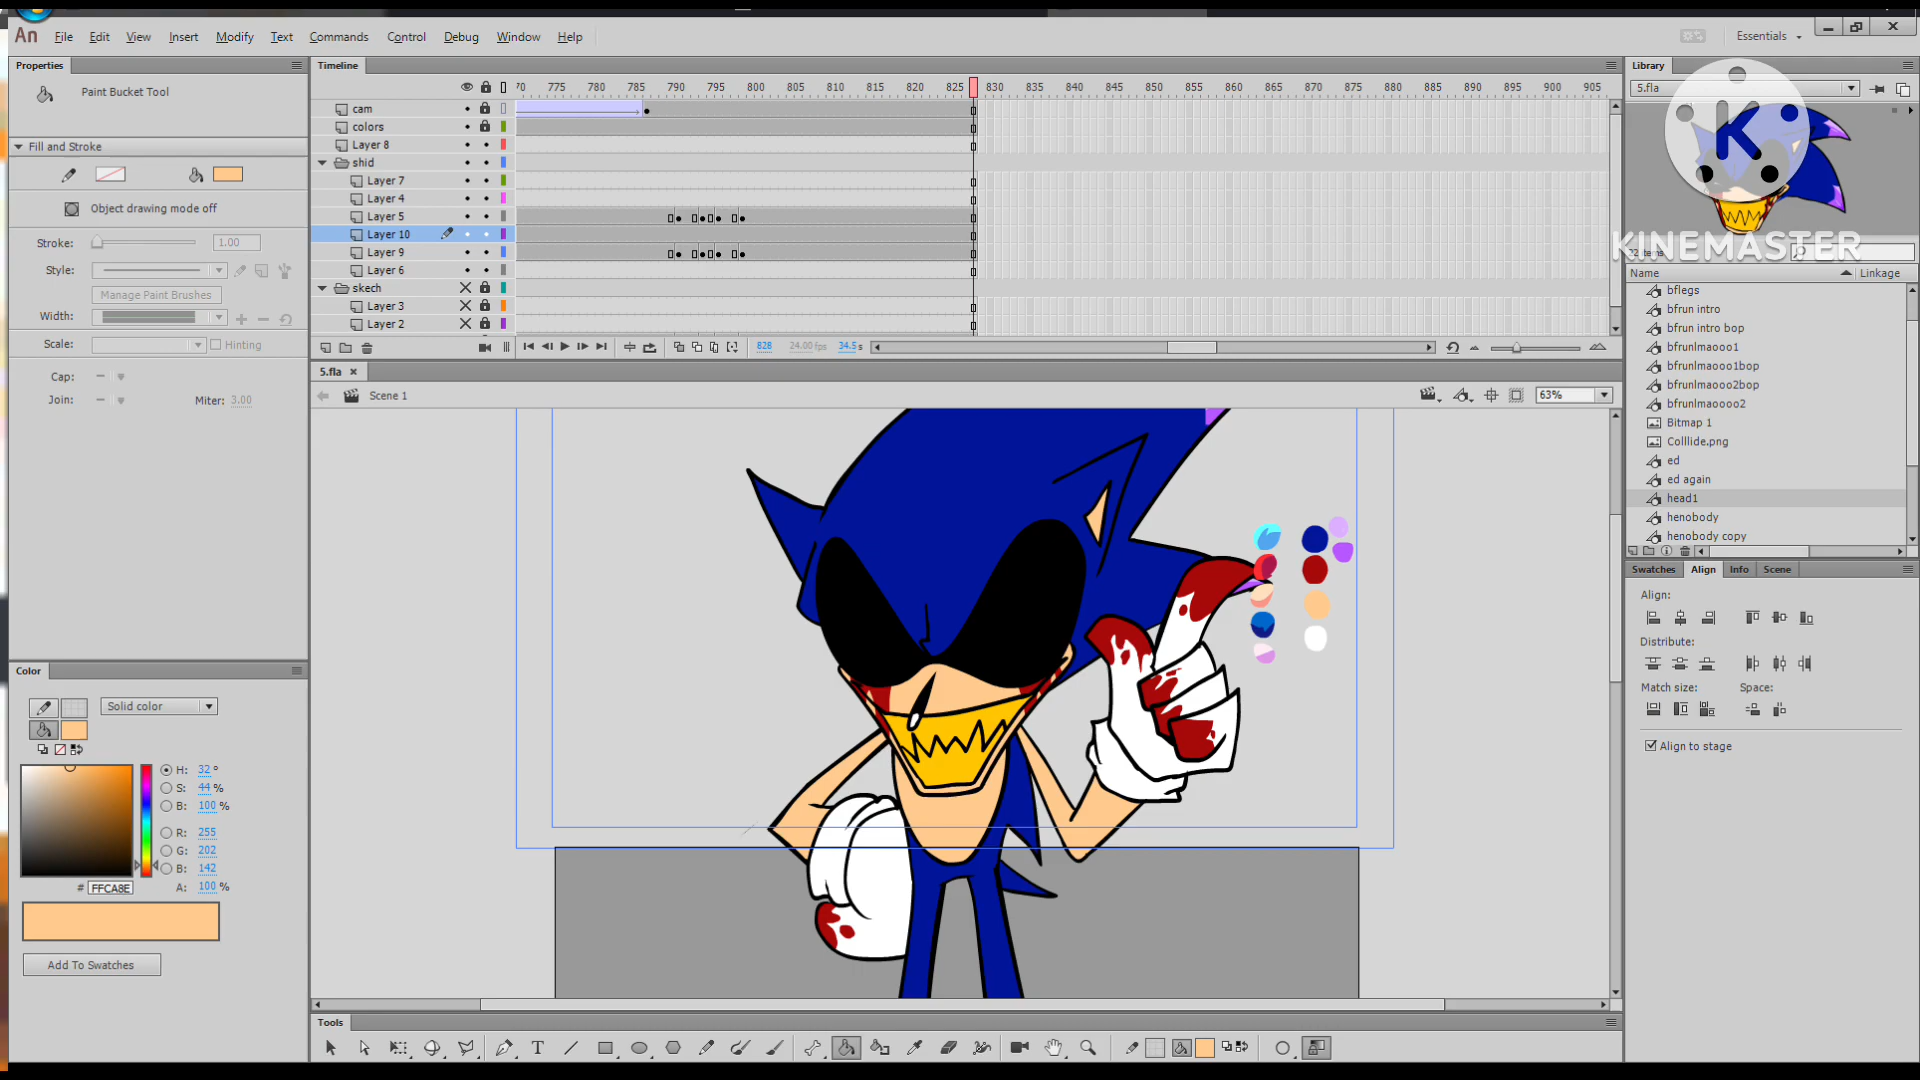 An File Edit View Insert Modify Text Commands Control Debug Window Help Essentials
Properties
Paint Bucket Tool
Fill and Stroke
Object drawing mode off
Stroke: 1.00
Style:
Manage Paint Brushes
Width:
Scale: Hinting
Cap:
Join: Miter: 3.00
Color
Solid color
H: 32 °
S: 44 %
B: 100 %
R: 255
G: 202
B: 142
# FFCA8E A: 100 %
Add To Swatches
Timeline
70 775 780 785 790 795 800 805 810 815 820 825 830 835 840 845 850 855 860 865 870 875 880 885 890 895 900 905
cam
colors
Layer 8
shid
Layer 7
Layer 4
Layer 5
Layer 10
Layer 9
Layer 6
skech
Layer 3
Layer 2
828 24.00 fps 34.5 s
5.fla
Scene 1 63%
Tools
Library
5.fla
K
KINEMASTER
items
Name Linkage
bflegs
bfrun intro
bfrun intro bop
bfrunlmaooo1
bfrunlmaooo1bop
bfrunlmaooo2bop
bfrunlmaoooo2
Bitmap 1
Colllide.png
ed
ed again
head1
henobody
henobody copy
Swatches Align Info Scene
Align:
Distribute:
Match size: Space:
Align to stage